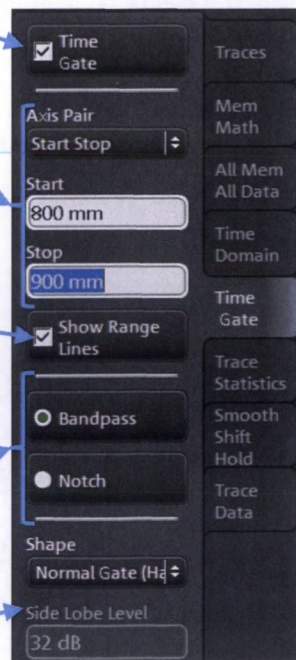 Time
Gate
Axis Pair
Start Stop
Start
800 mm
Stop
900 mm
Show Range
Lines
Bandpass
Notch
Shape
Normal Gate (Ha
Side Lobe Level
32 dB
Traces
Mem
Math
All Mem
All Data
Time
Domain
Time
Gate
Trace
Statistics
Smooth
Shift
Hold
Trace
Data